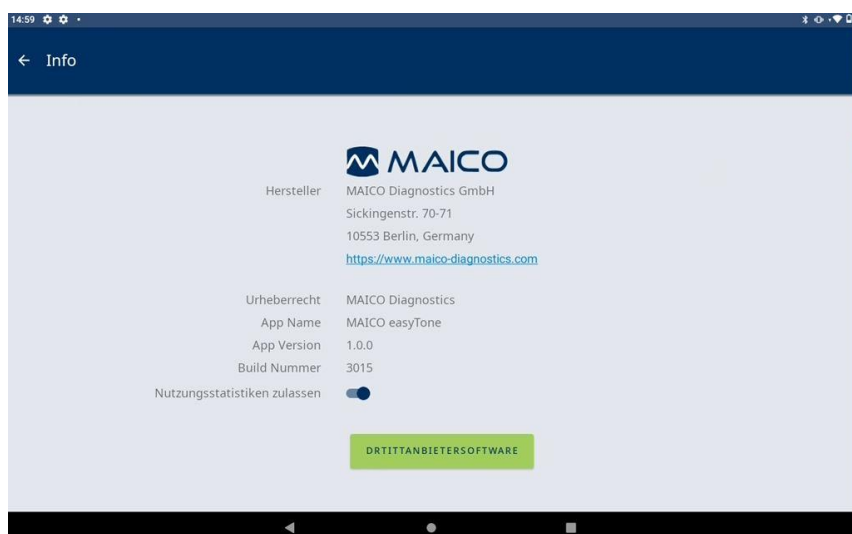 14:59
Info
MAICO
Hersteller MAICO Diagnostics GmbH
Sickingenstr. 70-71
10553 Berlin, Germany
https://www.maico-diagnostics.com
Urheberrecht MAICO Diagnostics
App Name MAICO easyTone
App Version 1.0.0
Build Nummer 3015
Nutzungsstatistiken zulassen
DRTITTANBIETERSOFTWARE